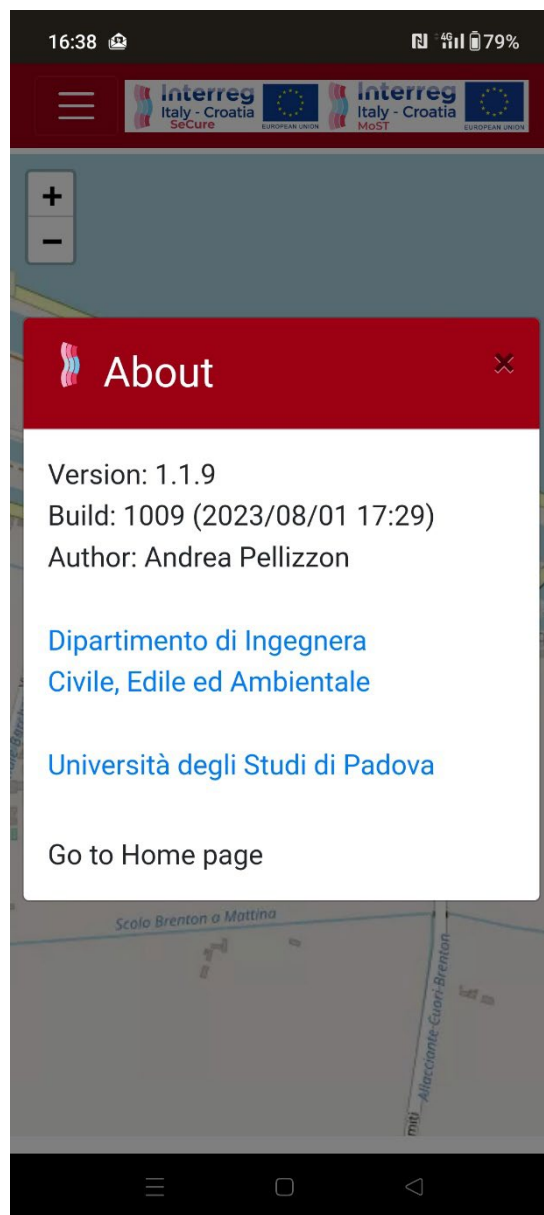 16:38
4G 79%
Interreg
Italy - Croatia
SeCure
EUROPEAN UNION
Interreg
Italy - Croatia
MoST
EUROPEAN UNION
+
−
About
×
Version: 1.1.9
Build: 1009 (2023/08/01 17:29)
Author: Andrea Pellizzon
Dipartimento di Ingegnera
Civile, Edile ed Ambientale
Università degli Studi di Padova
Go to Home page
Scolo Brenton a Mattina
Allacciante Cuori-Brenton